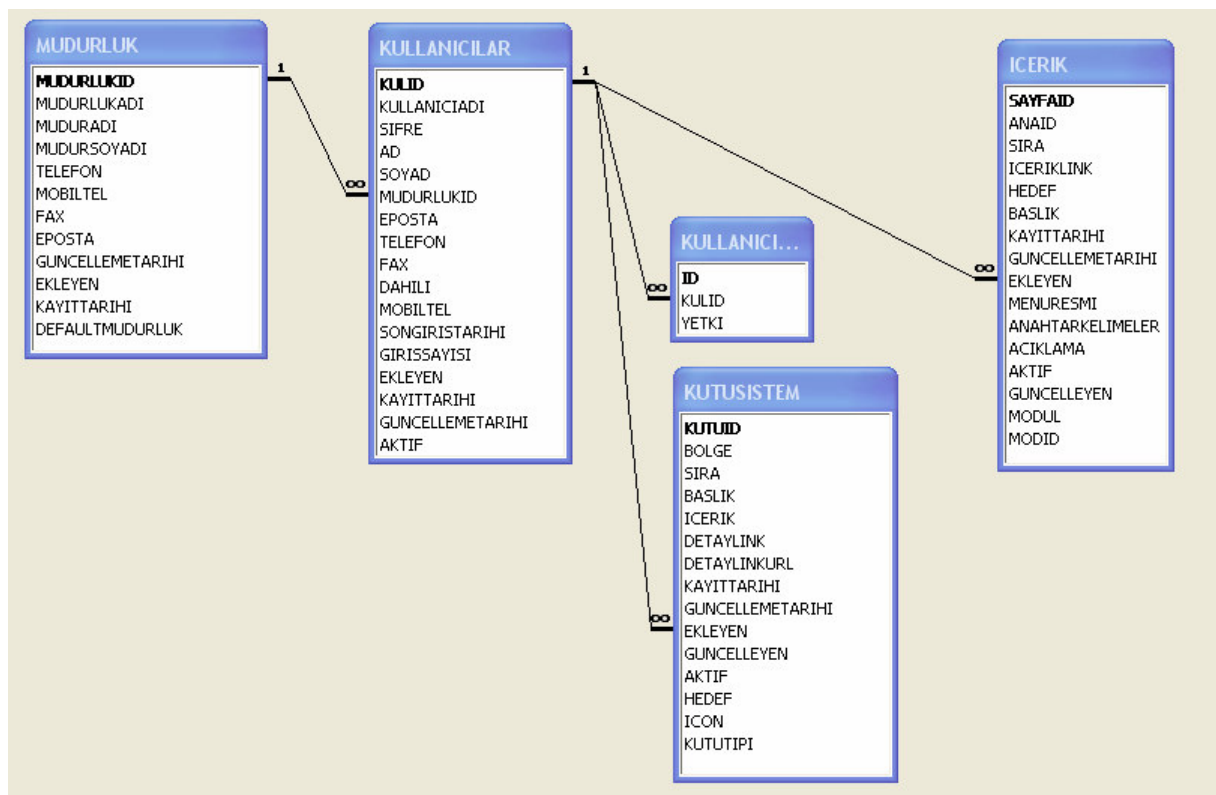 MUDURLUK
MUDURLUKID
MUDURLUKADI
MUDURADI
MUDURSOYADI
TELEFON
MOBILTEL
FAX
EPOSTA
GUNCELLEMETARIHI
EKLEYEN
KAYITTARIHI
DEFAULTMUDURLUK
1
∞
KULLANICILAR
KULID
KULLANICIADI
SIFRE
AD
SOYAD
MUDURLUKID
EPOSTA
TELEFON
FAX
DAHILI
MOBILTEL
SONGIRISTARIHI
GIRISSAYISI
EKLEYEN
KAYITTARIHI
GUNCELLEMETARIHI
AKTIF
1
∞
KULLANICI...
ID
KULID
YETKI
∞
KUTUSISTEM
KUTUID
BOLGE
SIRA
BASLIK
ICERIK
DETAYLINK
DETAYLINKURL
KAYITTARIHI
GUNCELLEMETARIHI
EKLEYEN
GUNCELLEYEN
AKTIF
HEDEF
ICON
KUTUTIPI
∞
ICERIK
SAYFAID
ANAID
SIRA
ICERIKLINK
HEDEF
BASLIK
KAYITTARIHI
GUNCELLEMETARIHI
EKLEYEN
MENURESMI
ANAHTARKELIMELER
ACIKLAMA
AKTIF
GUNCELLEYEN
MODUL
MODID